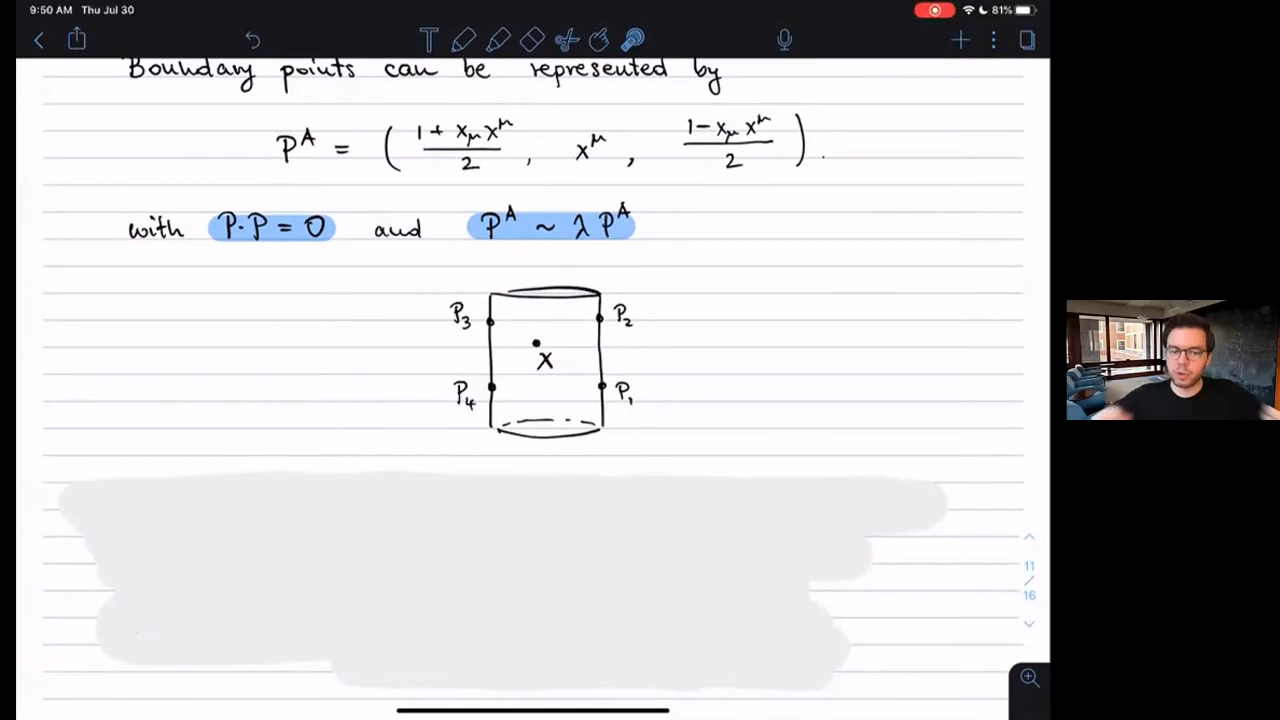 9:50 AM Thu Jul 30
81%
Boundary points can be represented by
P^A = ( (1 + x_μ x^μ)/2 , x^μ , (1 - x_μ x^μ)/2 ) .
with P·P = 0 and P^A ~ λ P^A
P_3 P_2
X
P_4 P_1
11
/
16